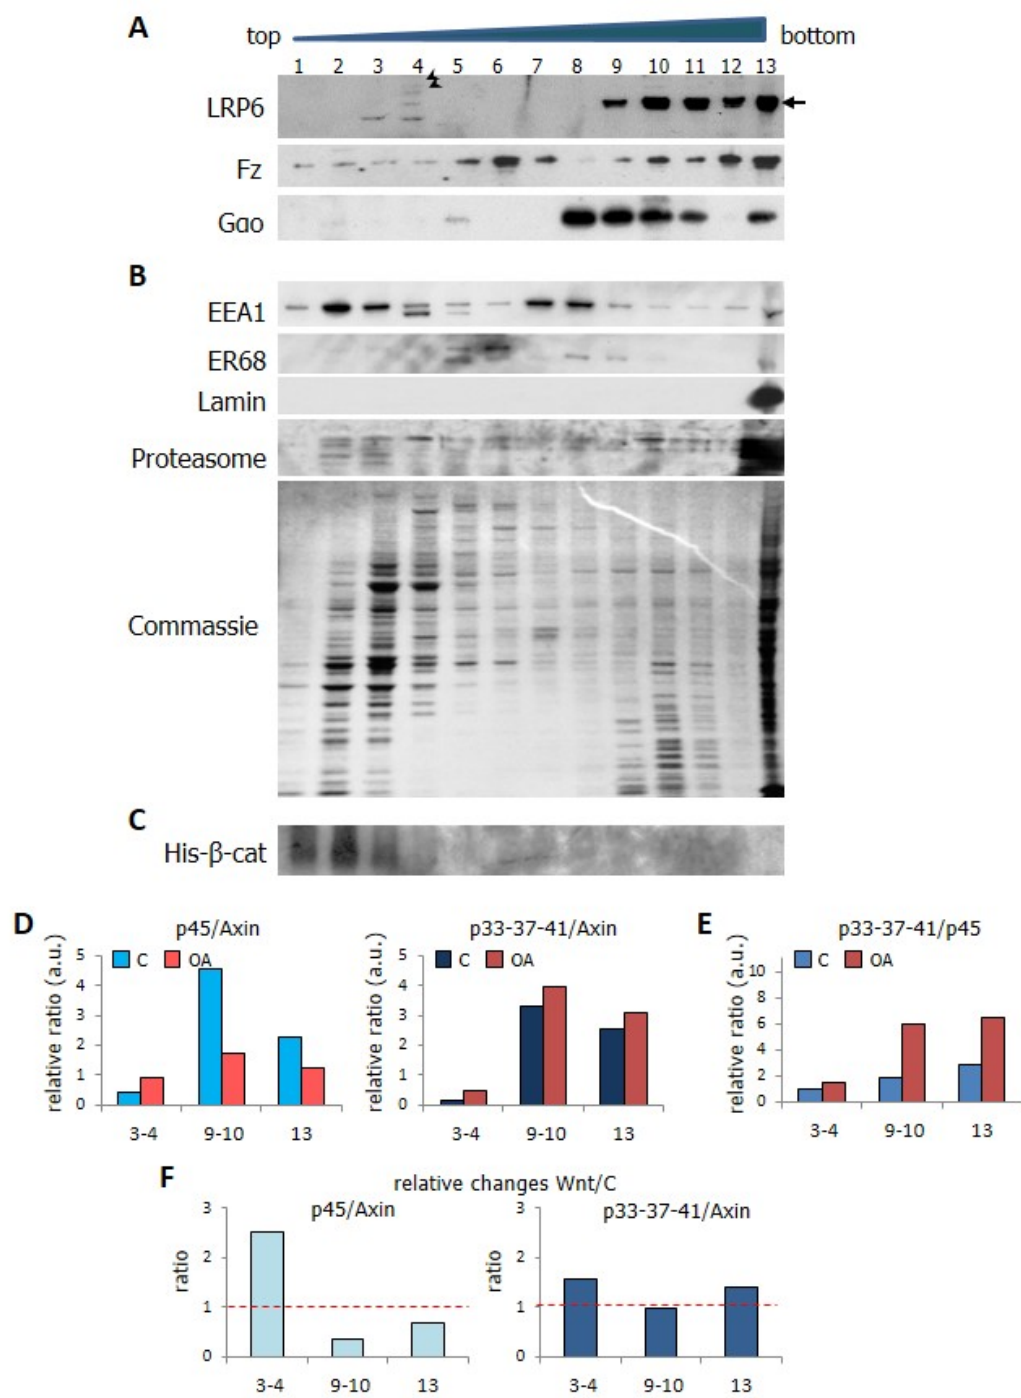 A
top
bottom
1 2 3 4 5 6 7 8 9 10 11 12 13
LRP6
Fz
Gαo
B
EEA1
ER68
Lamin
Proteasome
Commassie
C
His-β-cat
D
p45/Axin
relative ratio (a.u.)
5
4
3
2
1
0
C OA
3-4 9-10 13
p33-37-41/Axin
relative ratio (a.u.)
5
4
3
2
1
0
C OA
3-4 9-10 13
E
p33-37-41/p45
relative ratio (a.u.)
10
8
6
4
2
0
C OA
3-4 9-10 13
F
relative changes Wnt/C
p45/Axin
ratio
3
2
1
0
3-4 9-10 13
p33-37-41/Axin
ratio
3
2
1
0
3-4 9-10 13